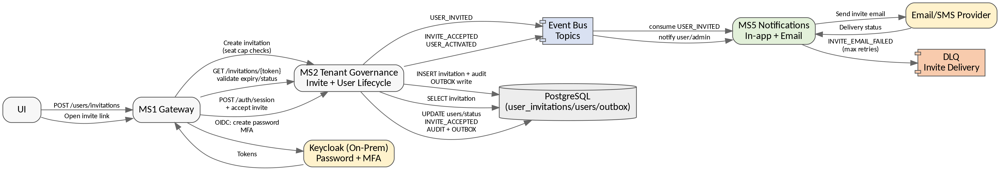 UI
POST /users/invitations
Open invite link
MS1 Gateway
Create invitation
(seat cap checks)
GET /invitations/{token}
validate expiry/status
POST /auth/session
+ accept invite
OIDC: create password
MFA
Tokens
Keycloak (On-Prem)
Password + MFA
MS2 Tenant Governance
Invite + User Lifecycle
USER_INVITED
INVITE_ACCEPTED
USER_ACTIVATED
INSERT invitation + audit
OUTBOX write
SELECT invitation
UPDATE users/status
INVITE_ACCEPTED
AUDIT + OUTBOX
Event Bus
Topics
PostgreSQL
(user_invitations/users/outbox)
consume USER_INVITED
notify user/admin
MS5 Notifications
In-app + Email
Send invite email
Delivery status
INVITE_EMAIL_FAILED
(max retries)
Email/SMS Provider
DLQ
Invite Delivery